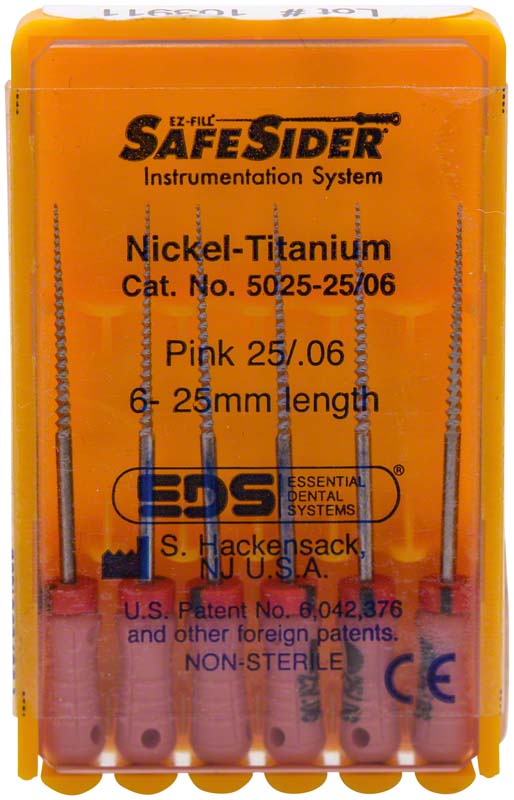 Lot # 103911
EZ-FILL®
SAFESIDER®
Instrumentation System
Nickel-Titanium
Cat. No. 5025-25/06
Pink 25/.06
6- 25mm length
EDS® ESSENTIAL
DENTAL
SYSTEMS
S. Hackensack,
NJ U.S.A.
U.S. Patent No. 6,042,376
and other foreign patents.
NON-STERILE
CE